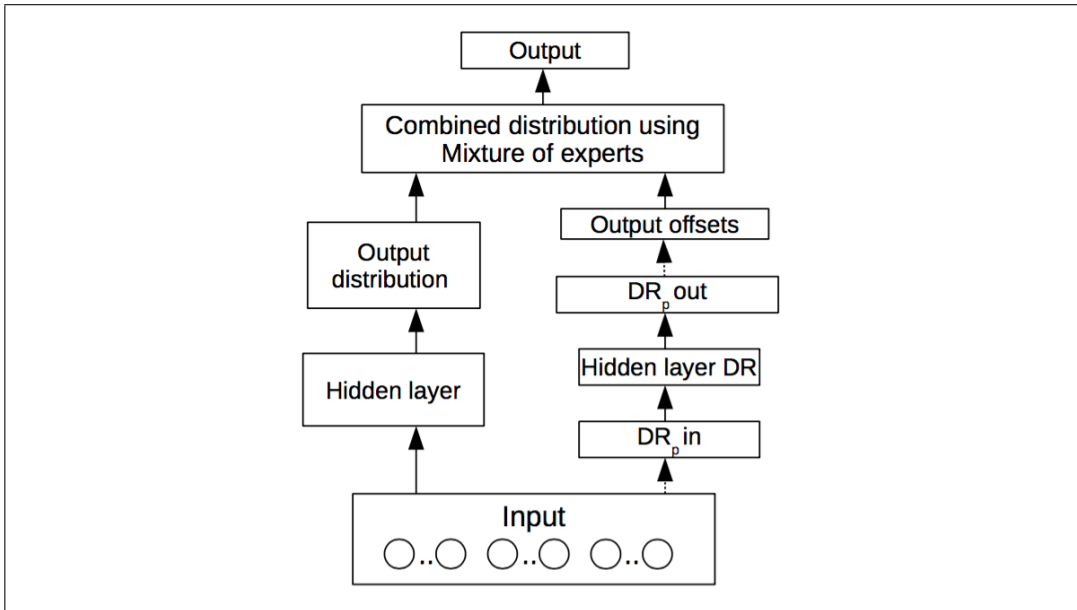 Output
Combined distribution using
Mixture of experts
Output offsets
Output
distribution
DRp out
Hidden layer DR
Hidden layer
DRp in
Input
.. .. ..